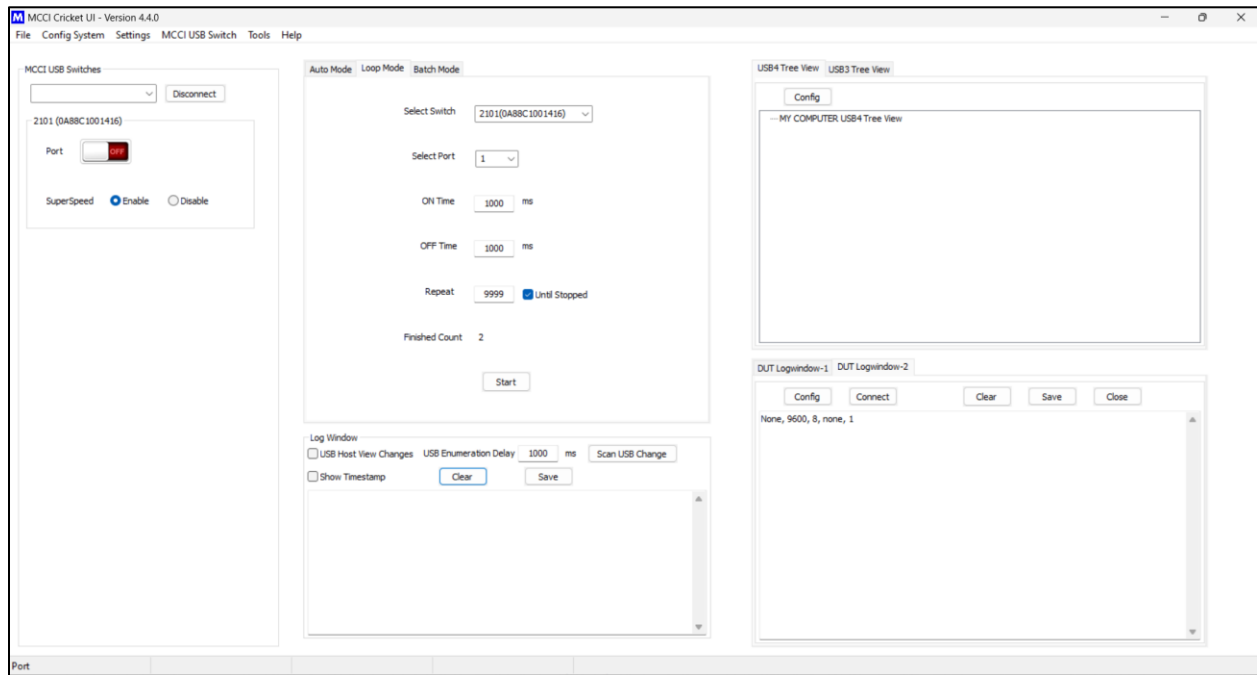 M MCCI Cricket UI - Version 4.4.0
File Config System Settings MCCI USB Switch Tools Help
MCCI USB Switches
Disconnect
2101 (0A88C1001416)
Port OFF
SuperSpeed Enable Disable
Auto Mode Loop Mode Batch Mode
Select Switch 2101(0A88C1001416)
Select Port 1
ON Time 1000 ms
OFF Time 1000 ms
Repeat 9999 Until Stopped
Finished Count 2
Start
Log Window
USB Host View Changes USB Enumeration Delay 1000 ms Scan USB Change
Show Timestamp Clear Save
USB4 Tree View USB3 Tree View
Config
MY COMPUTER USB4 Tree View
DUT Logwindow-1 DUT Logwindow-2
Config Connect Clear Save Close
None, 9600, 8, none, 1
Port